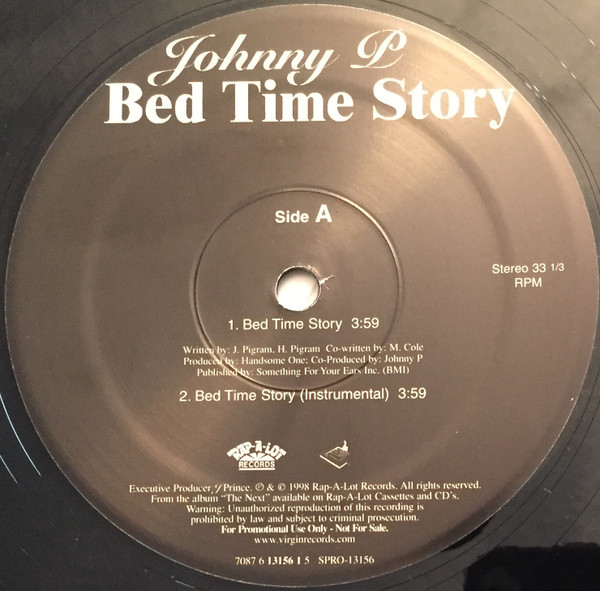 Johnny P
Bed Time Story
Side A
Stereo 33 1/3
RPM
1. Bed Time Story 3:59
Written by: J. Pigram, H. Pigram Co-written by: M. Cole
Produced by: Handsome One; Co-Produced by: Johnny P
Published by: Something For Your Ears Inc. (BMI)
2. Bed Time Story (Instrumental) 3:59
RAP-A-LOT
RECORDS
Executive Producer J Prince. ℗ & © 1998 Rap-A-Lot Records. All rights reserved.
From the album "The Next" available on Rap-A-Lot Cassettes and CD's.
Warning: Unauthorized reproduction of this recording is
prohibited by law and subject to criminal prosecution.
For Promotional Use Only - Not For Sale.
www.virginrecords.com
7087 6 13156 1 5 SPRO-13156